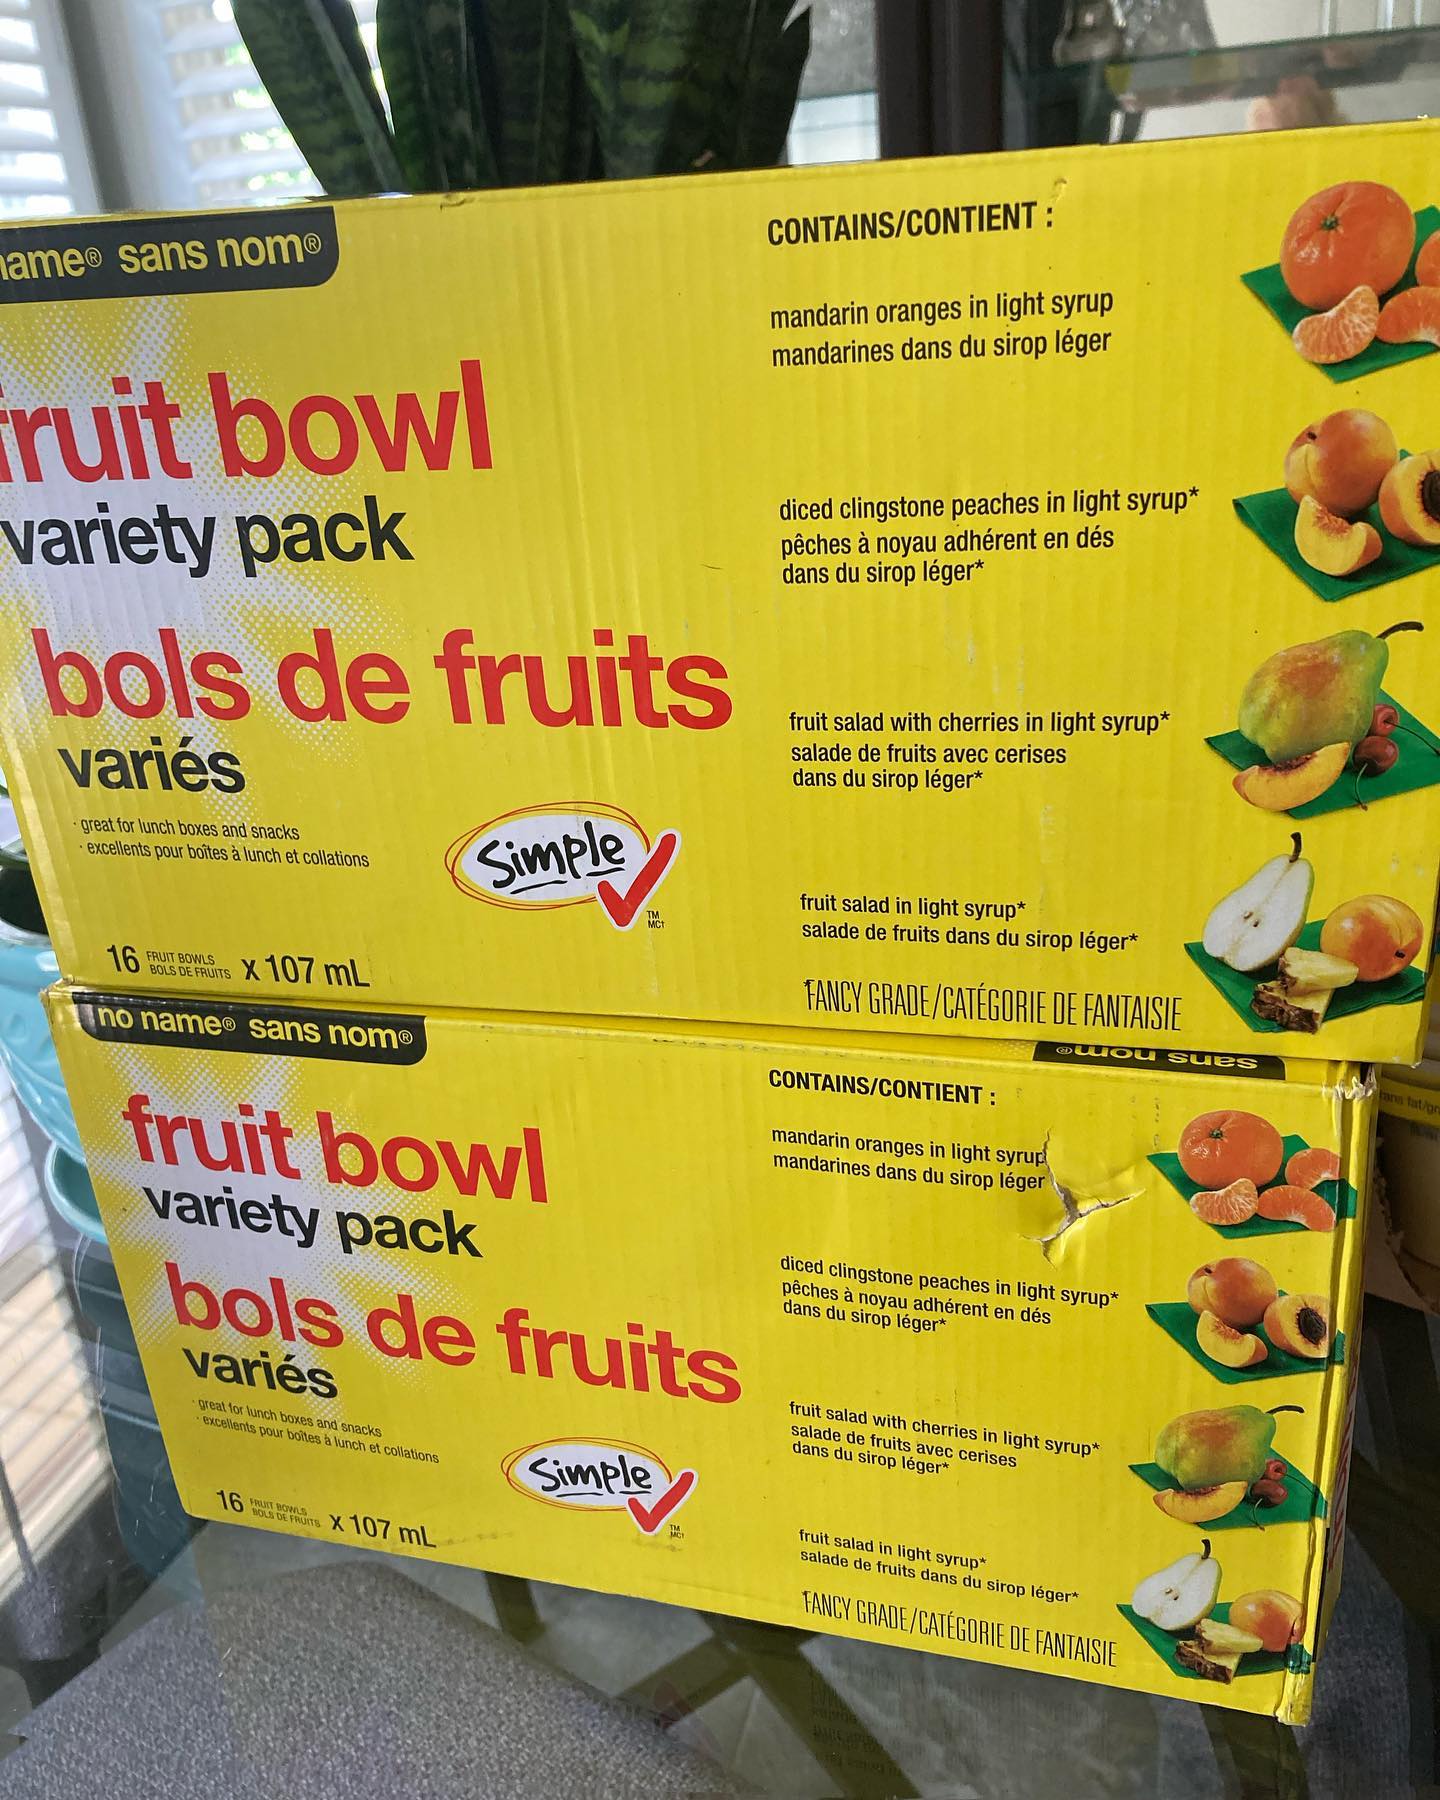 sans nom®
fruit bowl
variety pack
bols de fruits
variés
· great for lunch boxes and snacks
· excellents pour boîtes à lunch et collations
Simple
TM
MC†
16 FRUIT BOWLS
BOLS DE FRUITS
x 107 mL
CONTAINS/CONTIENT :
mandarin oranges in light syrup
mandarines dans du sirop léger
diced clingstone peaches in light syrup*
pêches à noyau adhérent en dés
dans du sirop léger*
fruit salad with cherries in light syrup*
salade de fruits avec cerises
dans du sirop léger*
fruit salad in light syrup*
salade de fruits dans du sirop léger*
*FANCY GRADE/CATÉGORIE DE FANTAISIE
no name® sans nom®
sans nom®
fruit bowl
variety pack
bols de fruits
variés
· great for lunch boxes and snacks
· excellents pour boîtes à lunch et collations
Simple
TM
MC†
16 FRUIT BOWLS
BOLS DE FRUITS
x 107 mL
CONTAINS/CONTIENT :
mandarin oranges in light syrup
mandarines dans du sirop léger
diced clingstone peaches in light syrup*
pêches à noyau adhérent en dés
dans du sirop léger*
fruit salad with cherries in light syrup*
salade de fruits avec cerises
dans du sirop léger*
fruit salad in light syrup*
salade de fruits dans du sirop léger*
*FANCY GRADE/CATÉGORIE DE FANTAISIE